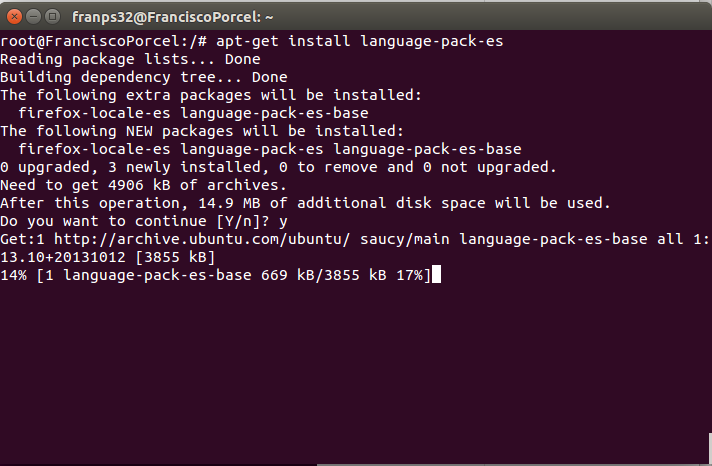 franps32@FranciscoPorcel: ~
root@FranciscoPorcel:/# apt-get install language-pack-es
Reading package lists... Done
Building dependency tree... Done
The following extra packages will be installed:
  firefox-locale-es language-pack-es-base
The following NEW packages will be installed:
  firefox-locale-es language-pack-es language-pack-es-base
0 upgraded, 3 newly installed, 0 to remove and 0 not upgraded.
Need to get 4906 kB of archives.
After this operation, 14.9 MB of additional disk space will be used.
Do you want to continue [Y/n]? y
Get:1 http://archive.ubuntu.com/ubuntu/ saucy/main language-pack-es-base all 1:
13.10+20131012 [3855 kB]
14% [1 language-pack-es-base 669 kB/3855 kB 17%]